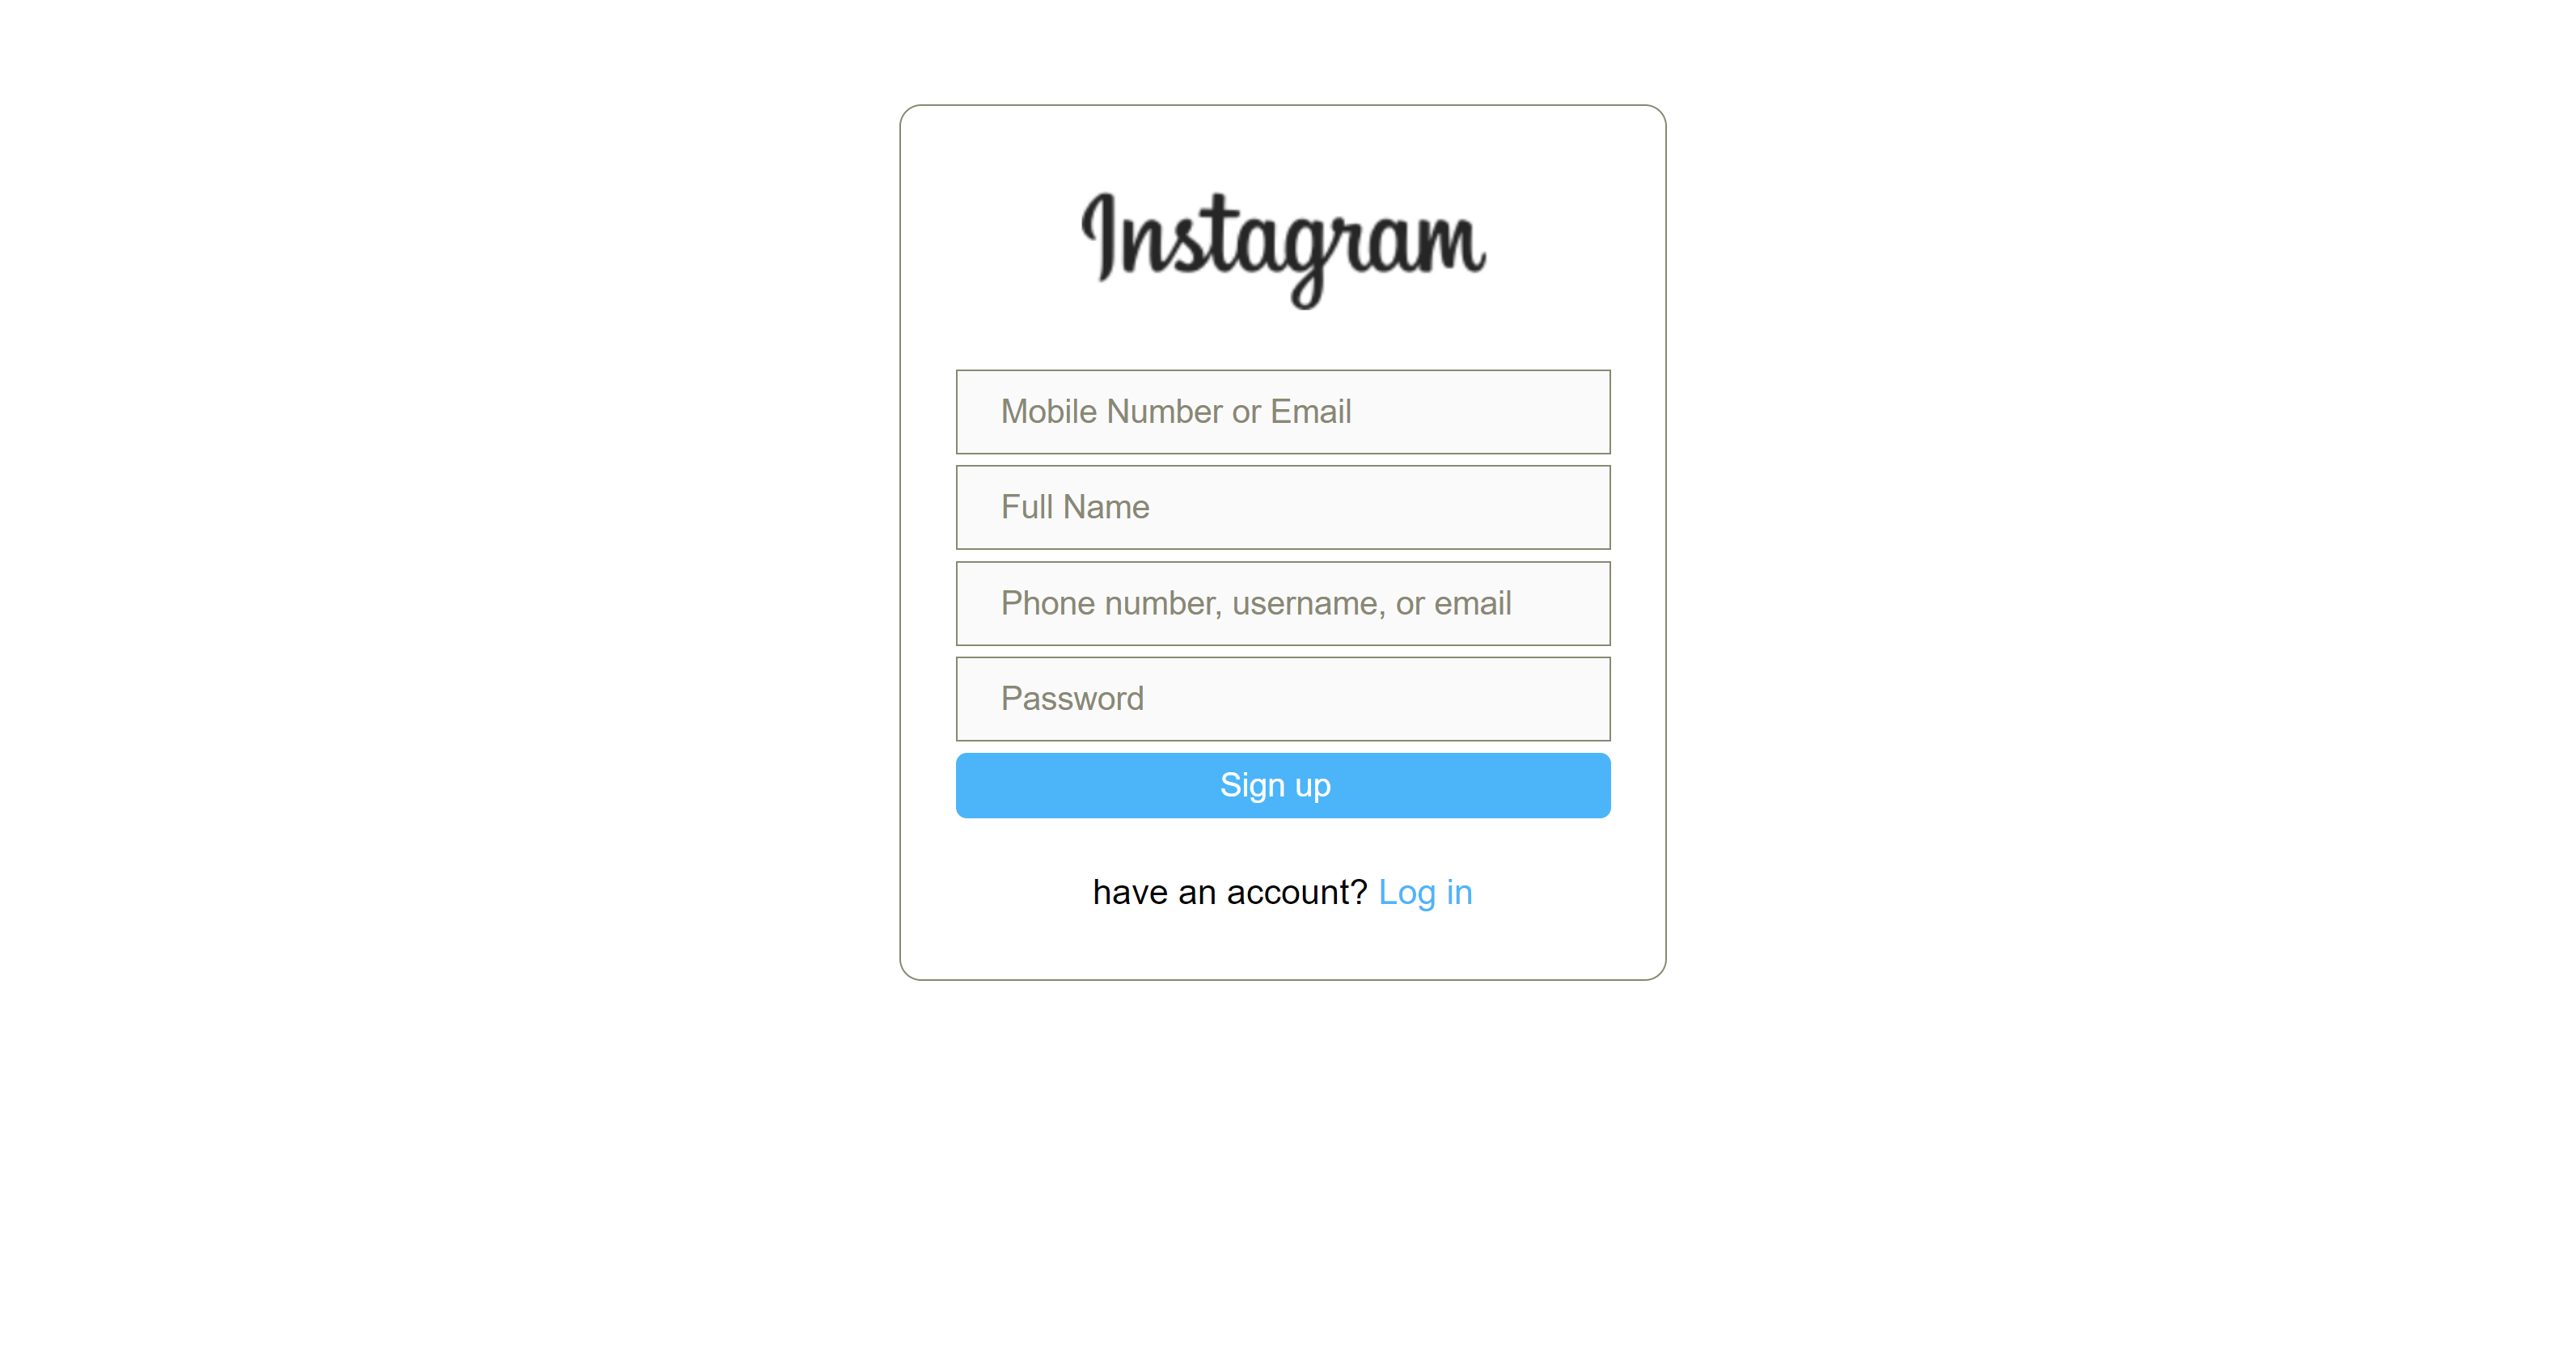 Instagram
Mobile Number or Email
Full Name
Phone number, username, or email
Password
Sign up
have an account? Log in